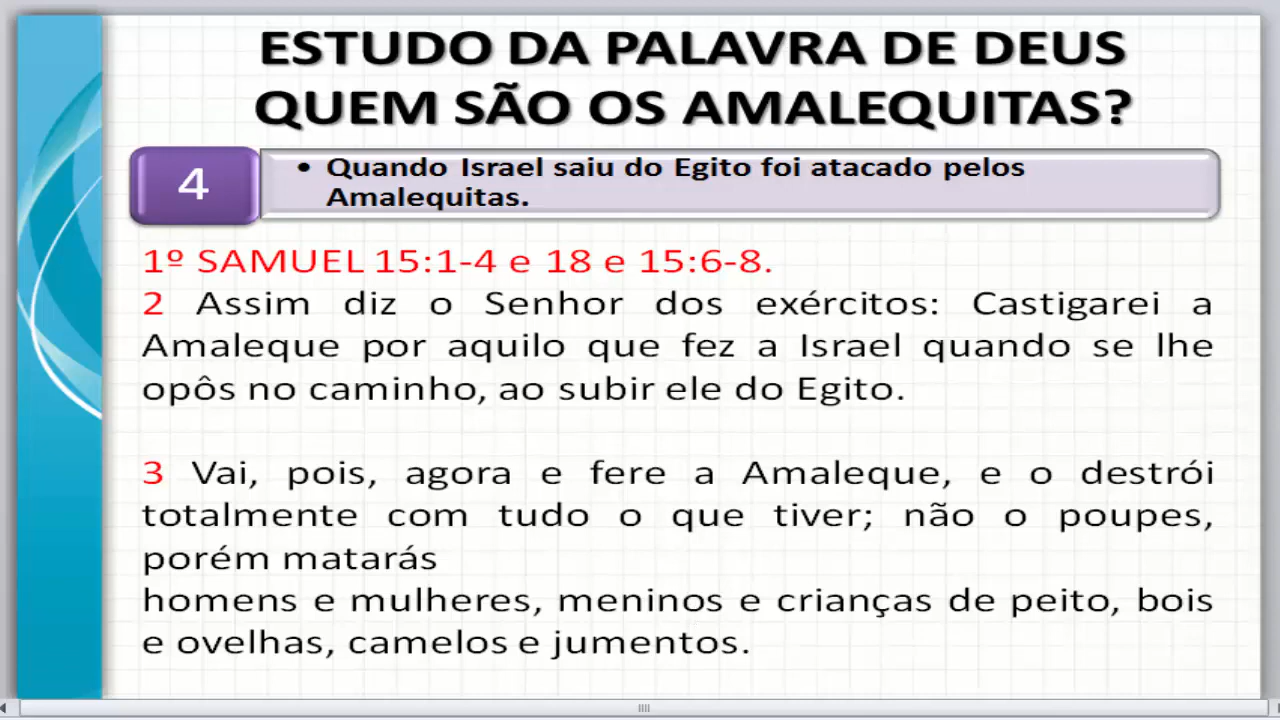 ESTUDO DA PALAVRA DE DEUS
QUEM SÃO OS AMALEQUITAS?
4
• Quando Israel saiu do Egito foi atacado pelos
Amalequitas.
1º SAMUEL 15:1-4 e 18 e 15:6-8.
2 Assim diz o Senhor dos exércitos: Castigarei a
Amaleque por aquilo que fez a Israel quando se lhe
opôs no caminho, ao subir ele do Egito.
3 Vai, pois, agora e fere a Amaleque, e o destrói
totalmente com tudo o que tiver; não o poupes,
porém matarás
homens e mulheres, meninos e crianças de peito, bois
e ovelhas, camelos e jumentos.